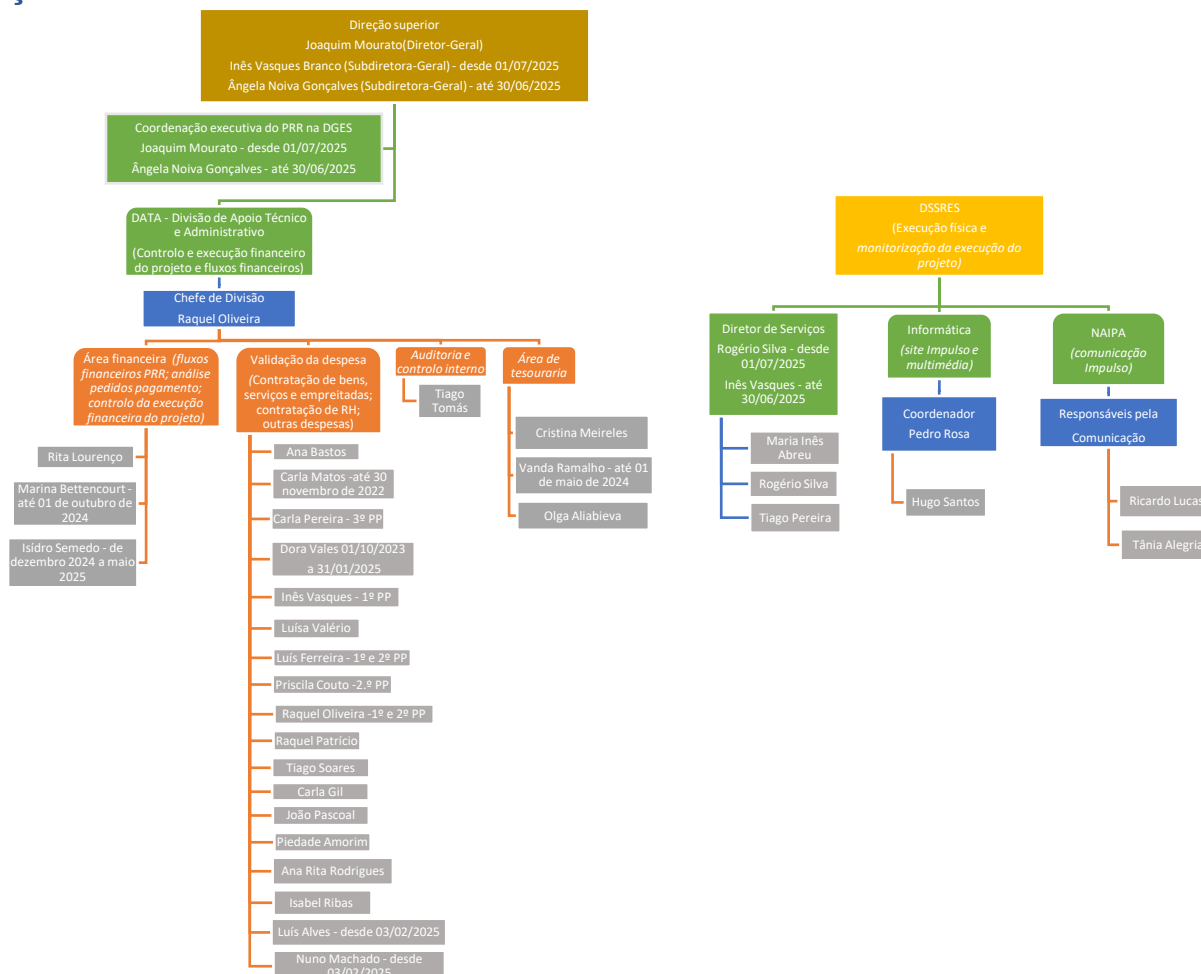 Direção superior
Joaquim Mourato(Diretor-Geral)
Inês Vasques Branco (Subdiretora-Geral) - desde 01/07/2025
Ângela Noiva Gonçalves (Subdiretora-Geral) - até 30/06/2025
Coordenação executiva do PRR na DGES
Joaquim Mourato - desde 01/07/2025
Ângela Noiva Gonçalves - até 30/06/2025
DATA - Divisão de Apoio Técnico
e Administrativo
(Controlo e execução financeiro
do projeto e fluxos financeiros)
Chefe de Divisão
Raquel Oliveira
Área financeira (fluxos
financeiros PRR; análise
pedidos pagamento;
controlo da execução
financeira do projeto)
Rita Lourenço
Marina Bettencourt -
até 01 de outubro de
2024
Isídro Semedo - de
dezembro 2024 a maio
2025
Validação da despesa
(Contratação de bens,
serviços e empreitadas;
contratação de RH;
outras despesas)
Ana Bastos
Carla Matos -até 30
novembro de 2022
Carla Pereira - 3º PP
Dora Vales 01/10/2023
a 31/01/2025
Inês Vasques - 1º PP
Luísa Valério
Luís Ferreira - 1º e 2º PP
Priscila Couto -2.º PP
Raquel Oliveira -1º e 2º PP
Raquel Patrício
Tiago Soares
Carla Gil
João Pascoal
Piedade Amorim
Ana Rita Rodrigues
Isabel Ribas
Luís Alves - desde 03/02/2025
Nuno Machado - desde
03/02/2025
Auditoria e
controlo interno
Tiago
Tomás
Área de
tesouraria
Cristina Meireles
Vanda Ramalho - até 01
de maio de 2024
Olga Aliabieva
DSSRES
(Execução física e
monitorização da execução do
projeto)
Diretor de Serviços
Rogério Silva - desde
01/07/2025
Inês Vasques - até
30/06/2025
Maria Inês
Abreu
Rogério Silva
Tiago Pereira
Informática
(site Impulso e
multimédia)
Coordenador
Pedro Rosa
Hugo Santos
NAIPA
(comunicação
Impulso)
Responsáveis pela
Comunicação
Ricardo Lucas
Tânia Alegria